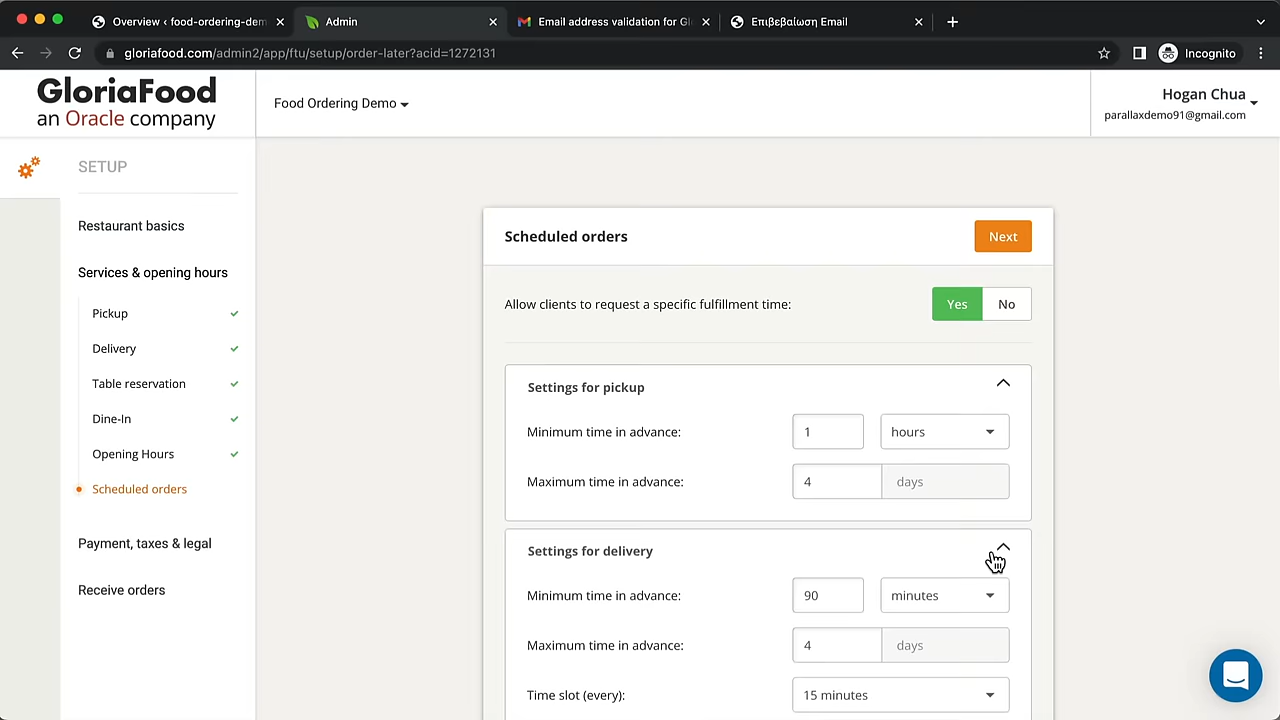 Overview ‹ food-ordering-dem
Admin
Email address validation for Gl
Επιβεβαίωση Email
gloriafood.com/admin2/app/ftu/setup/order-later?acid=1272131
Incognito
GloriaFood
an Oracle company
Food Ordering Demo
Hogan Chua
parallaxdemo91@gmail.com
SETUP
Restaurant basics
Services & opening hours
Pickup
Delivery
Table reservation
Dine-In
Opening Hours
Scheduled orders
Payment, taxes & legal
Receive orders
Scheduled orders
Next
Allow clients to request a specific fulfillment time:
Yes
No
Settings for pickup
Minimum time in advance:
1
hours
Maximum time in advance:
4
days
Settings for delivery
Minimum time in advance:
90
minutes
Maximum time in advance:
4
days
Time slot (every):
15 minutes